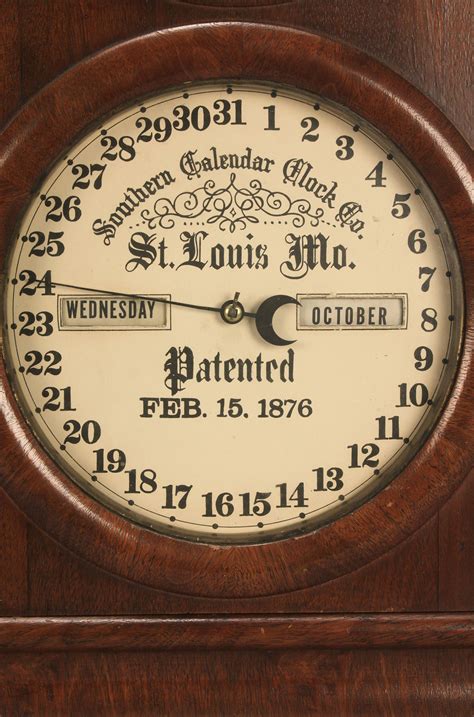 Southern Calendar Clock Co.
St. Louis Mo.
WEDNESDAY OCTOBER
Patented
FEB. 15. 1876
1 2 3 4 5 6 7 8 9 10 11 12 13 14 15 16 17 18 19 20 21 22 23 24 25 26 27 28 29 30 31